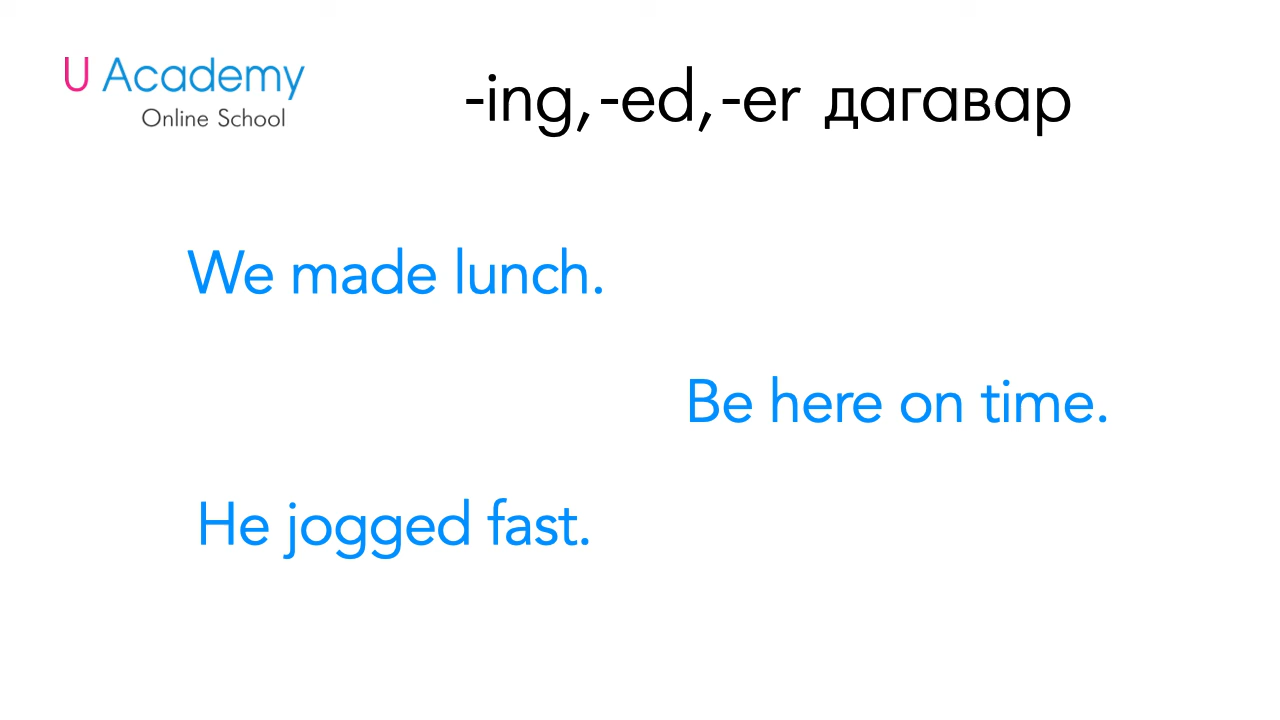 U Academy
Online School
-ing,-ed,-er дагавар
We made lunch.
Be here on time.
He jogged fast.